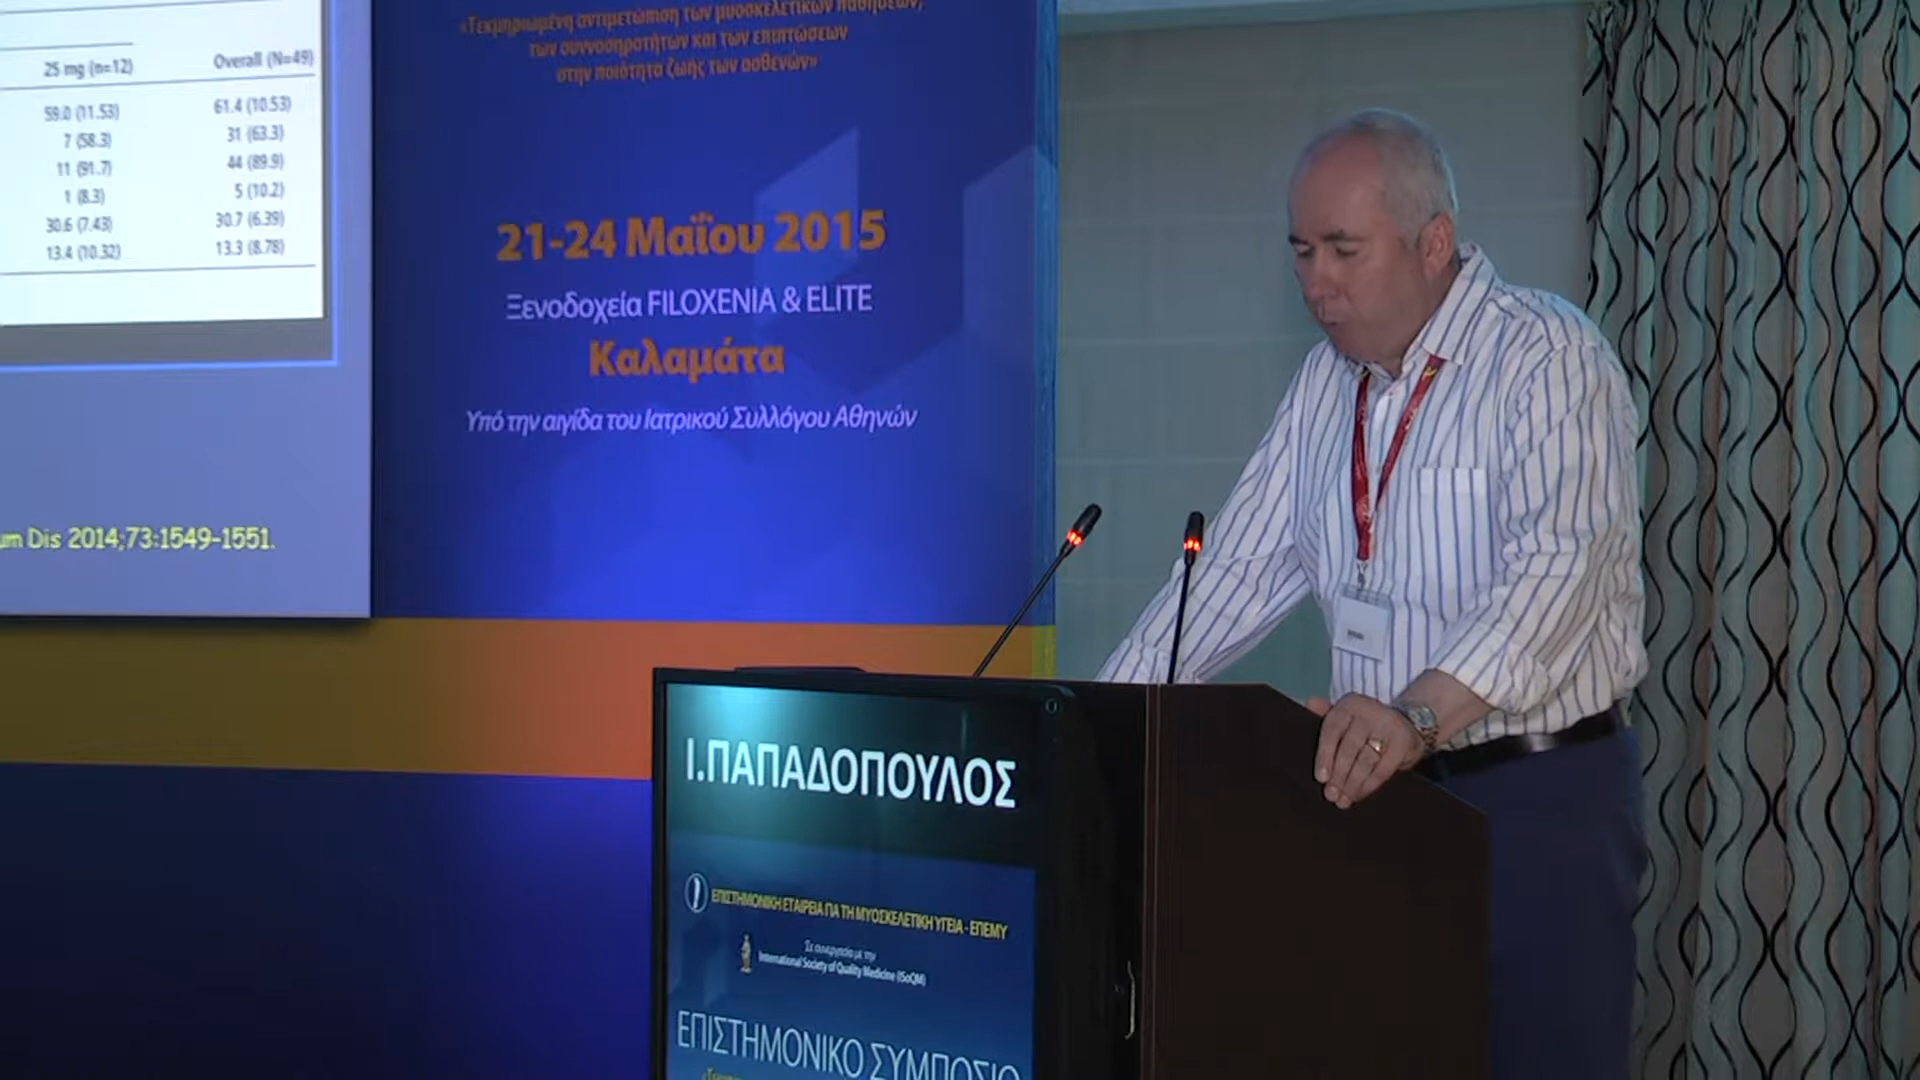 25 mg (n=12) Overall (N=49)
59.0 (11.53) 61.4 (10.53)
7 (58.3) 31 (63.3)
11 (91.7) 44 (89.9)
1 (8.3) 5 (10.2)
30.6 (7.43) 30.7 (6.39)
13.4 (10.32) 13.3 (8.78)
um Dis 2014;73:1549-1551.
«Τεκμηριωμένη αντιμετώπιση των μυοσκελετικών παθήσεων,
των συννοσηροτήτων και των επιπτώσεων
στην ποιότητα ζωής των ασθενών»
21-24 Μαΐου 2015
Ξενοδοχεία FILOXENIA & ELITE
Καλαμάτα
Υπό την αιγίδα του Ιατρικού Συλλόγου Αθηνών
Ι.ΠΑΠΑΔΟΠΟΥΛΟΣ
ΕΠΙΣΤΗΜΟΝΙΚΗ ΕΤΑΙΡΕΙΑ ΓΙΑ ΤΗ ΜΥΟΣΚΕΛΕΤΙΚΗ ΥΓΕΙΑ - ΕΠΕΜΥ
Σε συνεργασία με την
International Society of Quality Medicine (ISoQM)
ΕΠΙΣΤΗΜΟΝΙΚΟ ΣΥΜΠΟΣΙΟ